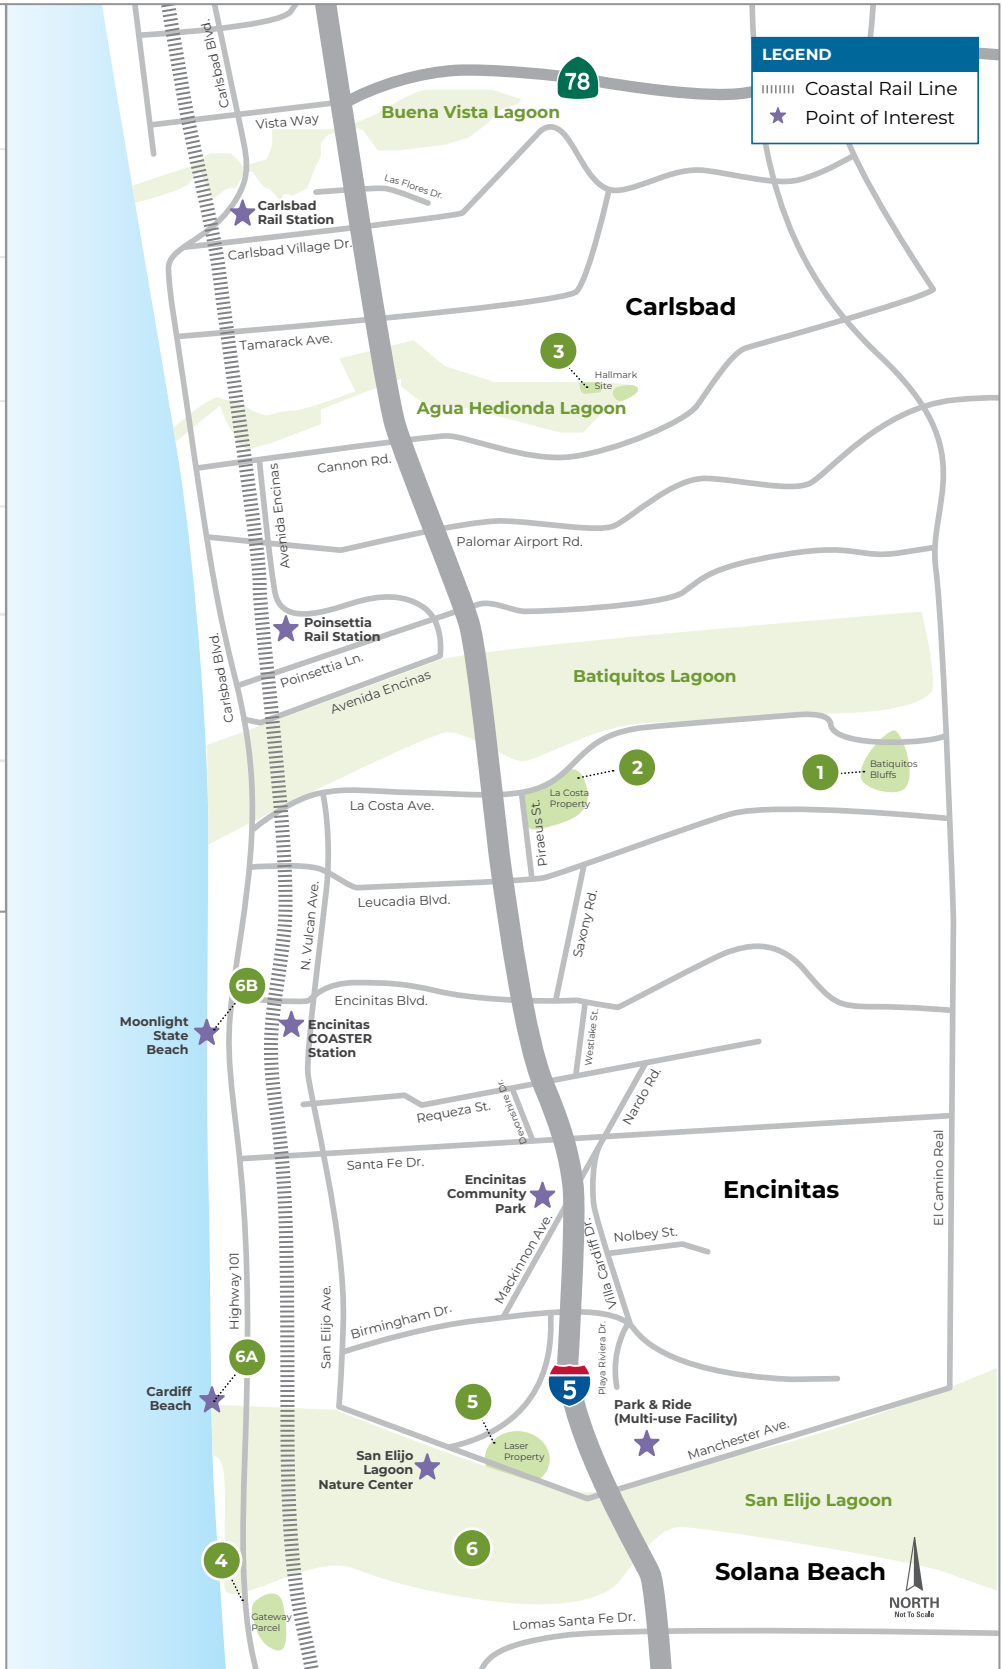 Carlsbad Blvd.
78
LEGEND
Coastal Rail Line
Point of Interest
Vista Way
Buena Vista Lagoon
Las Flores Dr.
Carlsbad
Rail Station
Carlsbad Village Dr.
Carlsbad
Tamarack Ave.
3
Hallmark
Site
Agua Hedionda Lagoon
Cannon Rd.
Avenida Encinas
Palomar Airport Rd.
Poinsettia
Rail Station
Carlsbad Blvd.
Poinsettia Ln.
Avenida Encinas
Batiquitos Lagoon
2
1
Batiquitos
Bluffs
La Costa
Property
La Costa Ave.
Piraeus St.
Leucadia Blvd.
N. Vulcan Ave.
Saxony Rd.
6B
Encinitas Blvd.
Moonlight
State
Beach
Encinitas
COASTER
Station
Westlake St.
Requeza St.
Devonshire Dr.
Nardo Rd.
Santa Fe Dr.
El Camino Real
Encinitas
Community
Park
Encinitas
Mackinnon Ave.
Villa Cardiff Dr.
Nolbey St.
Highway 101
San Elijo Ave.
Birmingham Dr.
6A
Playa Riviera Dr.
5
Cardiff
Beach
5
Park & Ride
(Multi-use Facility)
Manchester Ave.
Laser
Property
San Elijo
Lagoon
Nature Center
San Elijo Lagoon
6
4
Solana Beach
NORTH
Not To Scale
Gateway
Parcel
Lomas Santa Fe Dr.